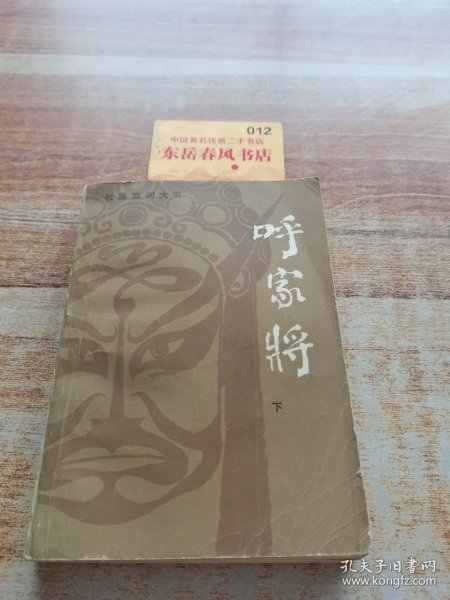 012
中国著名优质二手书店
东岳春风书店
长篇章回大书
呼家將
下
孔夫子旧书网
www.kongfz.com